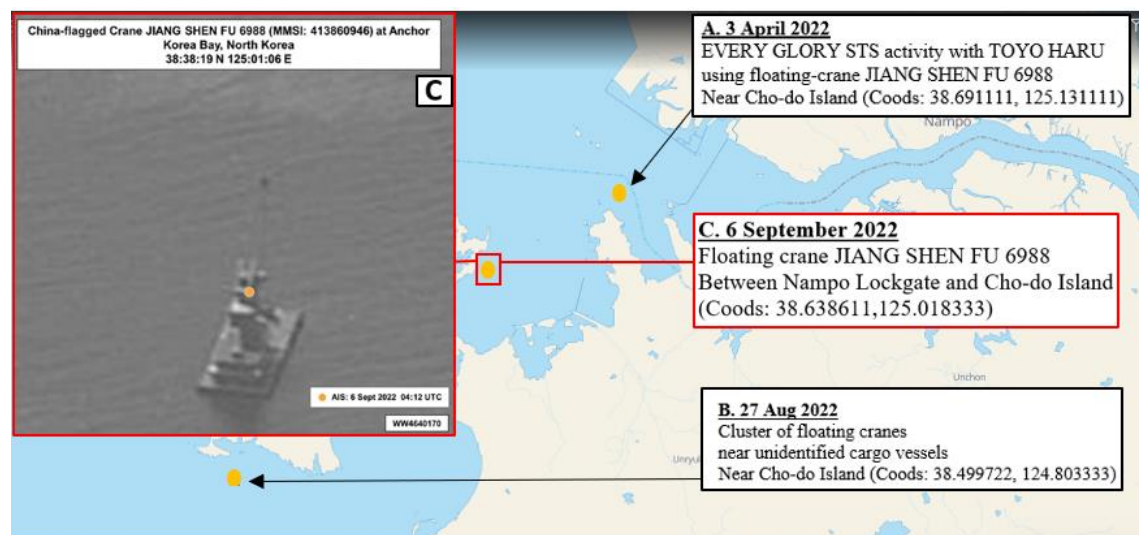 China-flagged Crane JIANG SHEN FU 6988 (MMSI: 413860946) at Anchor
Korea Bay, North Korea
38:38:19 N 125:01:06 E
C
AIS: 6 Sept 2022 04:12 UTC
WW4640170
A. 3 April 2022
EVERY GLORY STS activity with TOYO HARU
using floating-crane JIANG SHEN FU 6988
Near Cho-do Island (Coods: 38.691111, 125.131111)
Nampo
C. 6 September 2022
Floating crane JIANG SHEN FU 6988
Between Nampo Lockgate and Cho-do Island
(Coods: 38.638611,125.018333)
Unchon
B. 27 Aug 2022
Cluster of floating cranes
near unidentified cargo vessels
Near Cho-do Island (Coods: 38.499722, 124.803333)